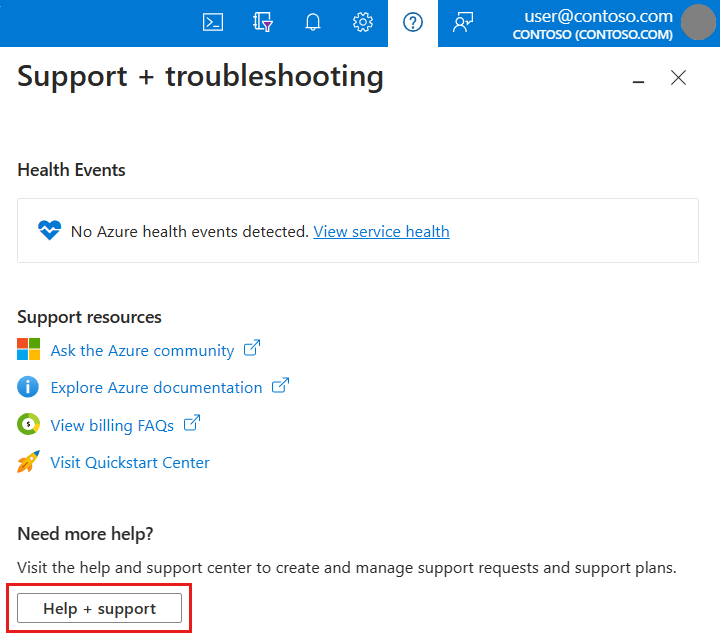 user@contoso.com
CONTOSO (CONTOSO.COM)
Support + troubleshooting
Health Events
No Azure health events detected. View service health
Support resources
Ask the Azure community
Explore Azure documentation
View billing FAQs
Visit Quickstart Center
Need more help?
Visit the help and support center to create and manage support requests and support plans.
Help + support